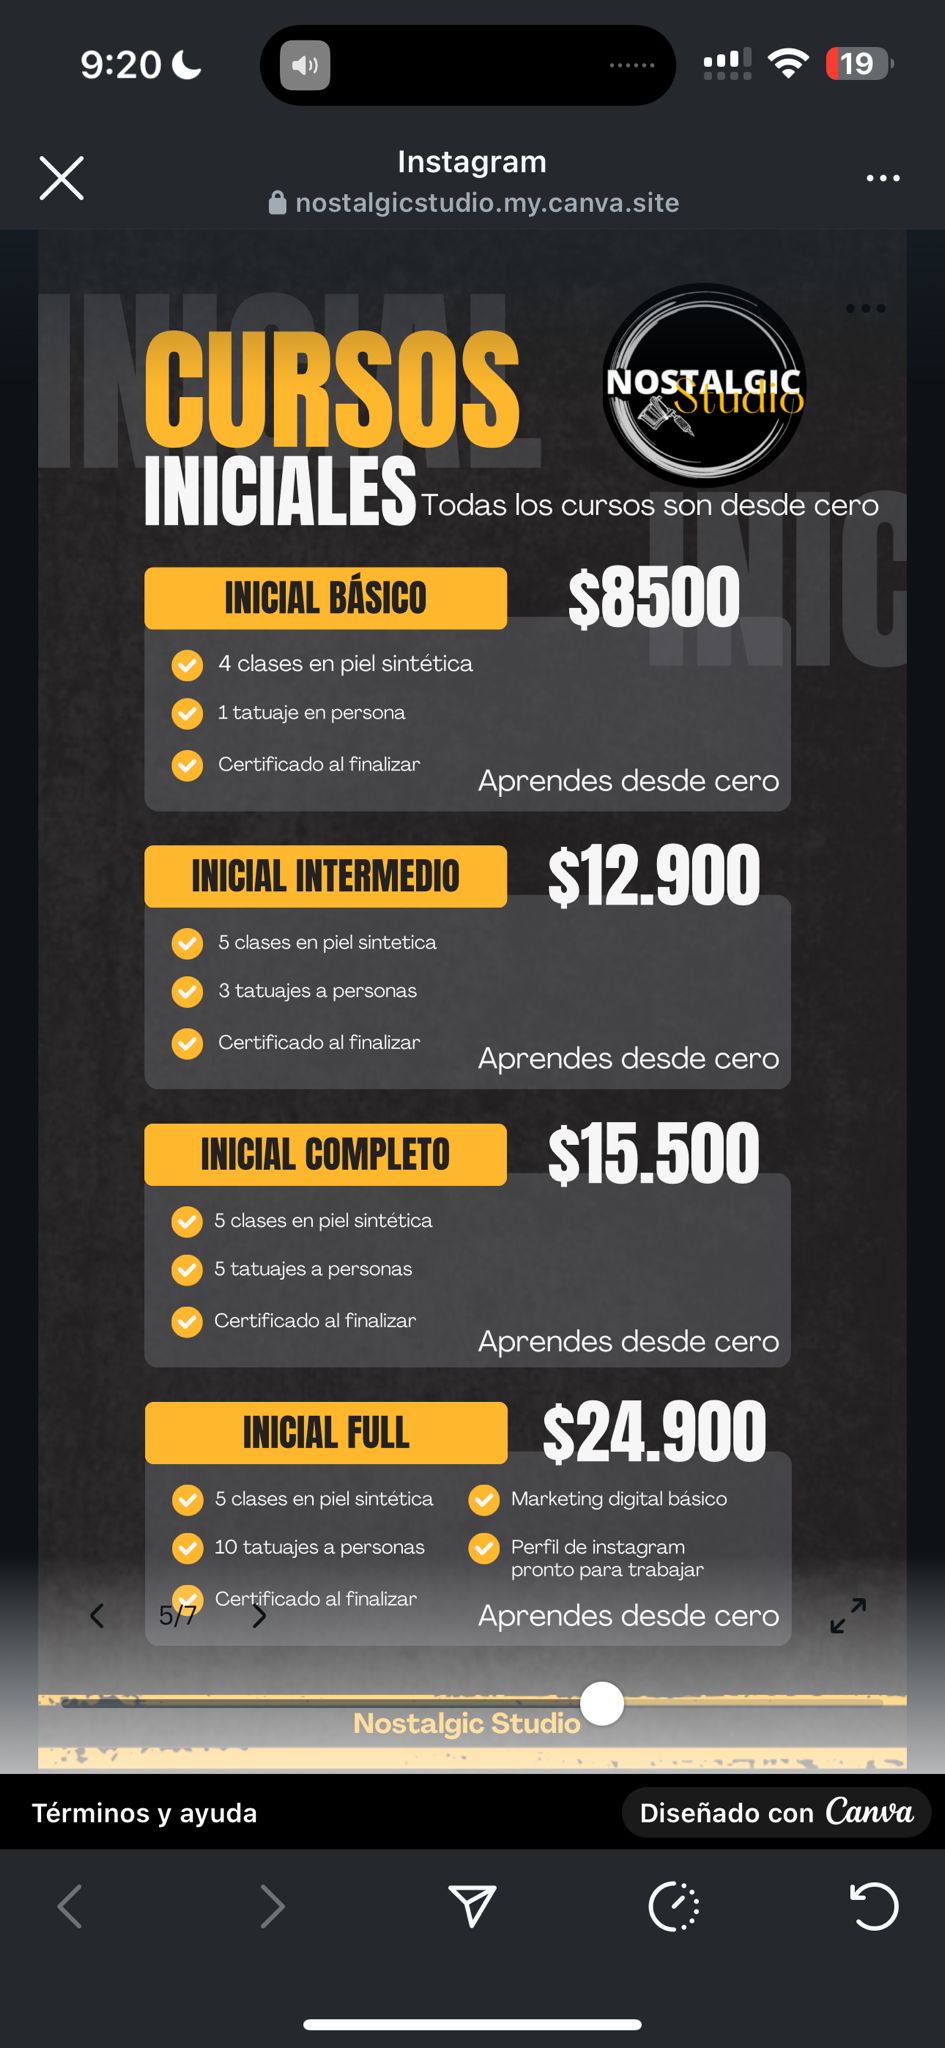 9:20
19
Instagram
nostalgicstudio.my.canva.site
INICIAL
CURSOS
NOSTALGIC
Studio
INICIALES
Todas los cursos son desde cero
INIC
INICIAL BÁSICO
$8500
4 clases en piel sintética
1 tatuaje en persona
Certificado al finalizar
Aprendes desde cero
INICIAL INTERMEDIO
$12.900
5 clases en piel sintetica
3 tatuajes a personas
Certificado al finalizar
Aprendes desde cero
INICIAL COMPLETO
$15.500
5 clases en piel sintética
5 tatuajes a personas
Certificado al finalizar
Aprendes desde cero
INICIAL FULL
$24.900
5 clases en piel sintética
Marketing digital básico
10 tatuajes a personas
Perfil de instagram
pronto para trabajar
Certificado al finalizar
Aprendes desde cero
5/7
Nostalgic Studio
Términos y ayuda
Diseñado con Canva